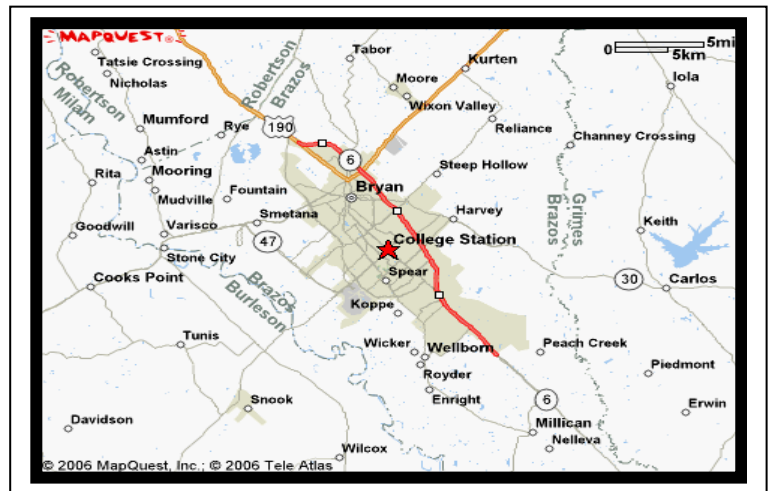 MAPQUEST
0 5mi
5km
Tabor
Kurten
Tatsie Crossing
Nicholas
Robertson
Milam
Robertson
Brazos
Moore
Iola
Wixon Valley
Mumford
Rye
190
Reliance
6
Channey Crossing
Astin
Steep Hollow
Rita
Mooring
Bryan
Mudville
Fountain
Grimes
Brazos
Smetana
Harvey
Goodwill
Varisco
Keith
47
College Station
Stone City
Spear
Cooks Point
30
Carlos
Brazos
Burleson
Koppe
Tunis
Wicker
Wellborn
Peach Creek
Royder
Piedmont
Snook
Enright
6
Erwin
Davidson
Millican
Nelleva
Wilcox
© 2006 MapQuest, Inc.; © 2006 Tele Atlas